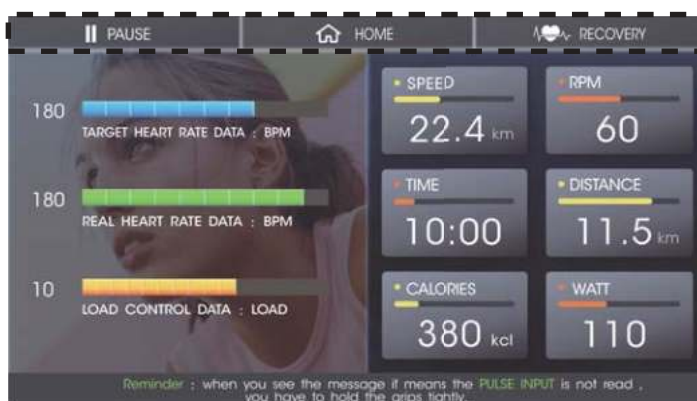 PAUSE
HOME
RECOVERY
180
TARGET HEART RATE DATA : BPM
180
REAL HEART RATE DATA : BPM
10
LOAD CONTROL DATA : LOAD
SPEED
22.4 km
RPM
60
TIME
10:00
DISTANCE
11.5 km
CALORIES
380 kcl
WATT
110
Reminder : when you see the message if means the PULSE INPUT is not read ,
you have to hold the grips tightly.